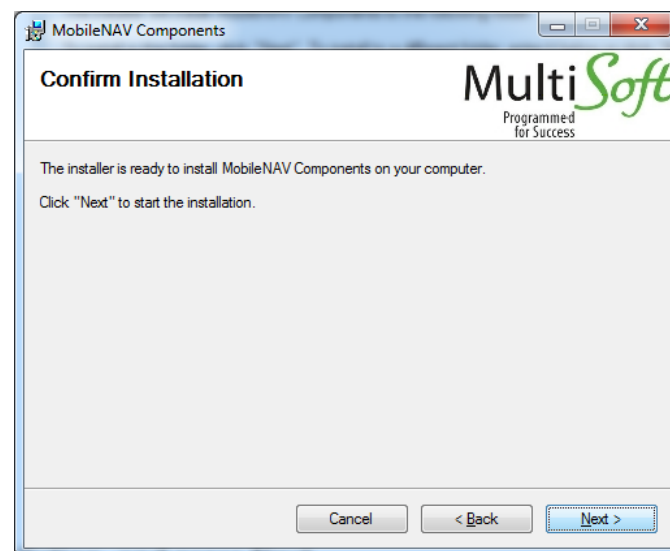 MobileNAV Components
Confirm Installation
MultiSoft
Programmed
for Success
The installer is ready to install MobileNAV Components on your computer.
Click "Next" to start the installation.
Cancel
< Back
Next >